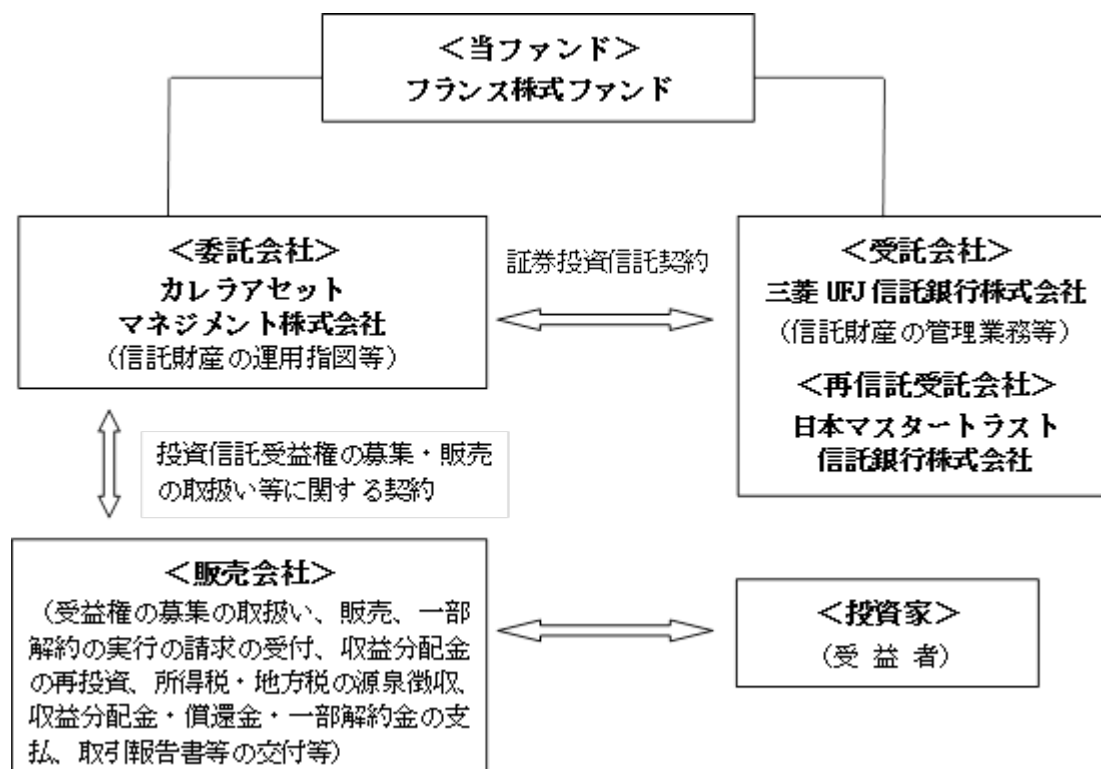 ＜当ファンド＞
フランス株式ファンド
＜委託会社＞
カレラアセット
マネジメント株式会社
（信託財産の運用指図等）
証券投資信託契約
＜受託会社＞
三菱UFJ信託銀行株式会社
（信託財産の管理業務等）
＜再信託受託会社＞
日本マスタートラスト
信託銀行株式会社
投資信託受益権の募集・販売
の取扱い等に関する契約
＜販売会社＞
（受益権の募集の取扱い、販売、一部
解約の実行の請求の受付、収益分配金
の再投資、所得税・地方税の源泉徴収、
収益分配金・償還金・一部解約金の支
払、取引報告書等の交付等）
＜投資家＞
（受 益 者）